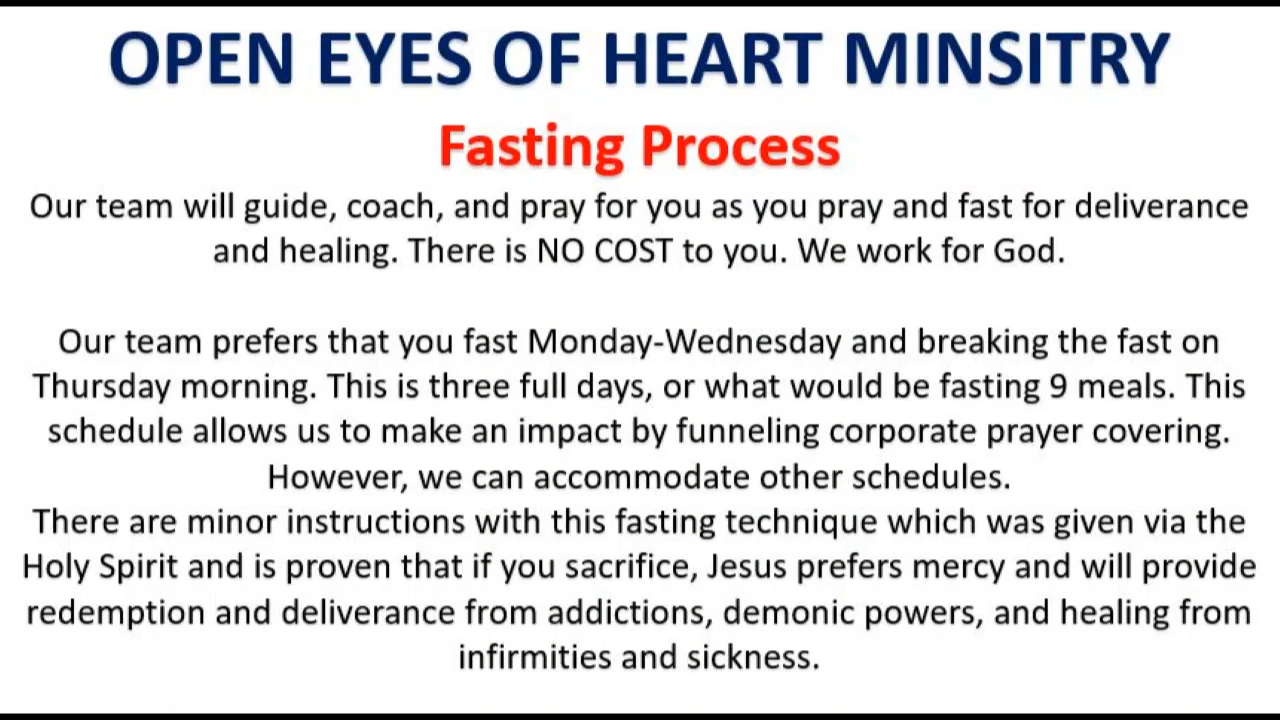 OPEN EYES OF HEART MINSITRY
Fasting Process
Our team will guide, coach, and pray for you as you pray and fast for deliverance
and healing. There is NO COST to you. We work for God.
Our team prefers that you fast Monday-Wednesday and breaking the fast on
Thursday morning. This is three full days, or what would be fasting 9 meals. This
schedule allows us to make an impact by funneling corporate prayer covering.
However, we can accommodate other schedules.
There are minor instructions with this fasting technique which was given via the
Holy Spirit and is proven that if you sacrifice, Jesus prefers mercy and will provide
redemption and deliverance from addictions, demonic powers, and healing from
infirmities and sickness.